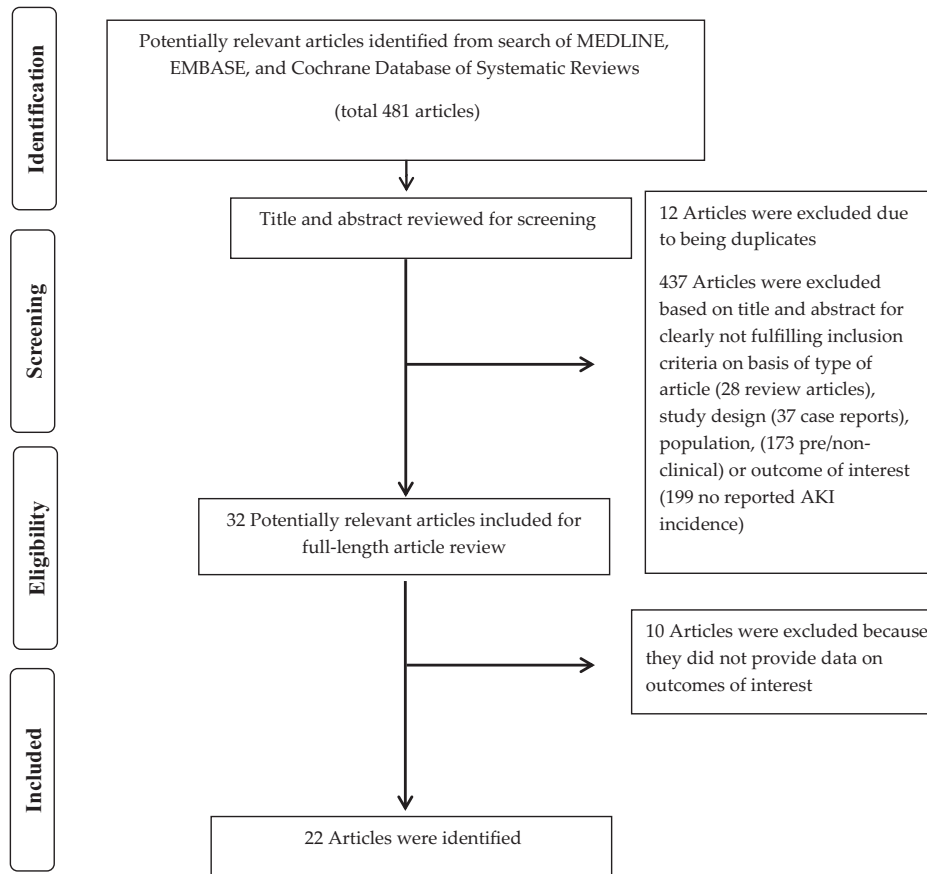 Identification
Potentially relevant articles identified from search of MEDLINE,
EMBASE, and Cochrane Database of Systematic Reviews
(total 481 articles)
Title and abstract reviewed for screening
Screening
12 Articles were excluded due
to being duplicates
437 Articles were excluded
based on title and abstract for
clearly not fulfilling inclusion
criteria on basis of type of
article (28 review articles),
study design (37 case reports),
population, (173 pre/non-
clinical) or outcome of interest
(199 no reported AKI
incidence)
Eligibility
32 Potentially relevant articles included for
full-length article review
10 Articles were excluded because
they did not provide data on
outcomes of interest
Included
22 Articles were identified